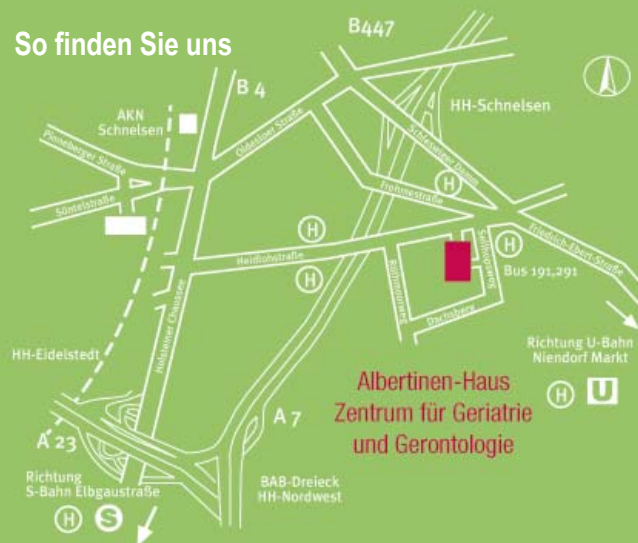 So finden Sie uns
B447
B 4
AKN
Schnelsen
HH-Schnelsen
Pinneberger Straße
Oldesloer Straße
Schleswiger Damm
Süntelstraße
Frohmestraße
H
H
H
Heidlohstraße
Sellhopsweg
Friedrich-Ebert-Straße
Bus 191,291
H
Holsteiner Chaussee
Dachsberg
HH-Eidelstedt
Richtung U-Bahn
Niendorf Markt
H U
Albertinen-Haus
Zentrum für Geriatrie
und Gerontologie
A 7
A 23
Richtung
S-Bahn Elbgaustraße
H S
BAB-Dreieck
HH-Nordwest